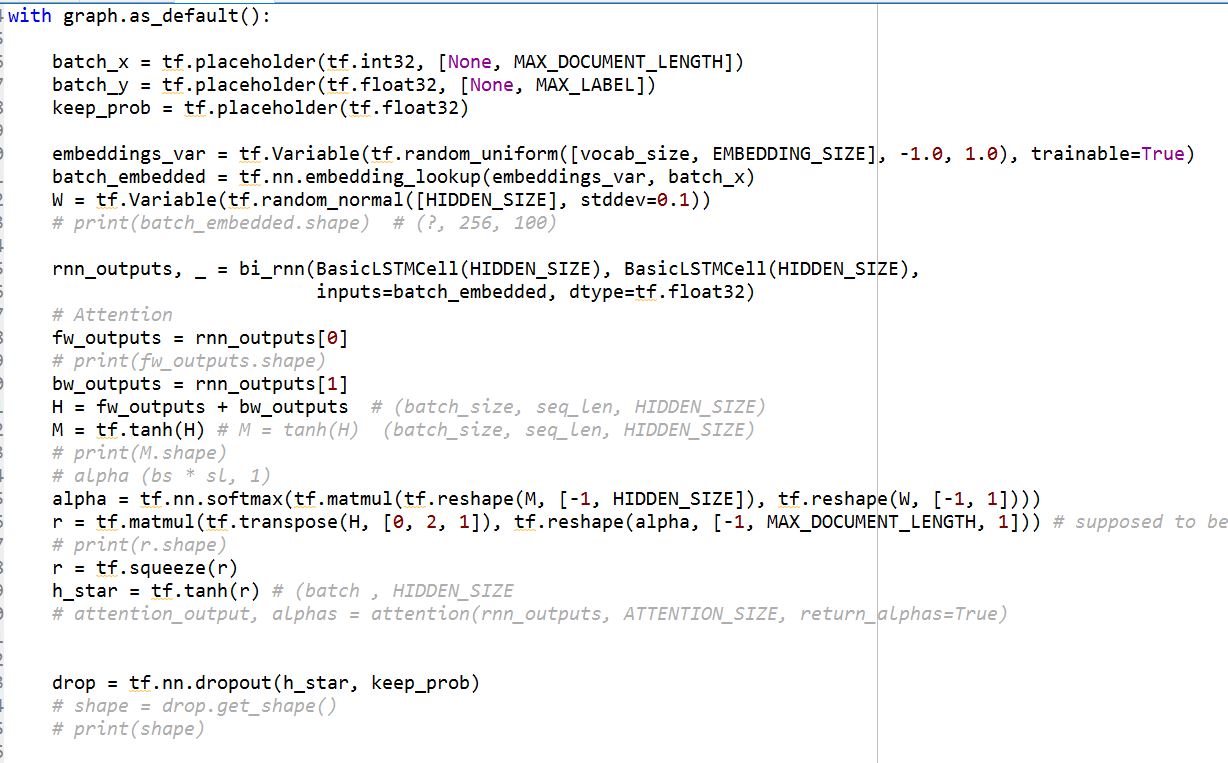 with graph.as_default():
    batch_x = tf.placeholder(tf.int32, [None, MAX_DOCUMENT_LENGTH])
    batch_y = tf.placeholder(tf.float32, [None, MAX_LABEL])
    keep_prob = tf.placeholder(tf.float32)
    embeddings_var = tf.Variable(tf.random_uniform([vocab_size, EMBEDDING_SIZE], -1.0, 1.0), trainable=True)
    batch_embedded = tf.nn.embedding_lookup(embeddings_var, batch_x)
    W = tf.Variable(tf.random_normal([HIDDEN_SIZE], stddev=0.1))
    # print(batch_embedded.shape)  # (?, 256, 100)
    rnn_outputs, _ = bi_rnn(BasicLSTMCell(HIDDEN_SIZE), BasicLSTMCell(HIDDEN_SIZE),
                            inputs=batch_embedded, dtype=tf.float32)
    # Attention
    fw_outputs = rnn_outputs[0]
    # print(fw_outputs.shape)
    bw_outputs = rnn_outputs[1]
    H = fw_outputs + bw_outputs  # (batch_size, seq_len, HIDDEN_SIZE)
    M = tf.tanh(H) # M = tanh(H)  (batch_size, seq_len, HIDDEN_SIZE)
    # print(M.shape)
    # alpha (bs * sl, 1)
    alpha = tf.nn.softmax(tf.matmul(tf.reshape(M, [-1, HIDDEN_SIZE]), tf.reshape(W, [-1, 1])))
    r = tf.matmul(tf.transpose(H, [0, 2, 1]), tf.reshape(alpha, [-1, MAX_DOCUMENT_LENGTH, 1])) # supposed to be
    # print(r.shape)
    r = tf.squeeze(r)
    h_star = tf.tanh(r) # (batch , HIDDEN_SIZE
    # attention_output, alphas = attention(rnn_outputs, ATTENTION_SIZE, return_alphas=True)
    drop = tf.nn.dropout(h_star, keep_prob)
    # shape = drop.get_shape()
    # print(shape)